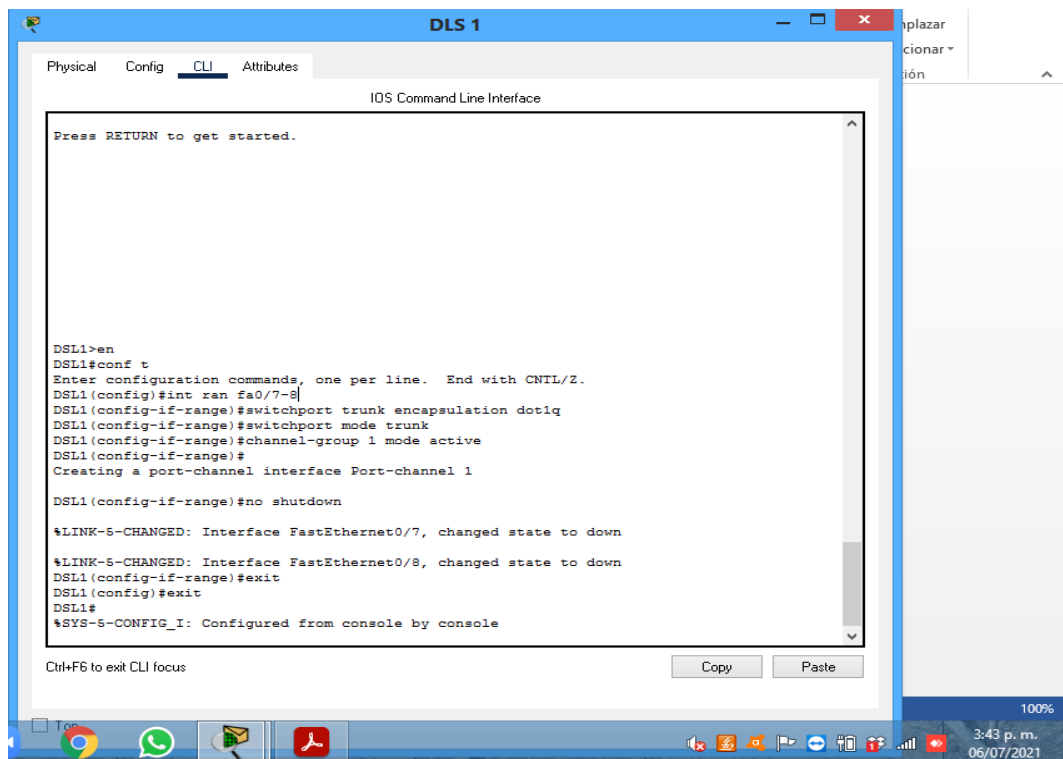 DLS 1
mplazar
cionar
ión
Physical Config CLI Attributes
IOS Command Line Interface
Press RETURN to get started.
DSL1>en
DSL1#conf t
Enter configuration commands, one per line.  End with CNTL/Z.
DSL1(config)#int ran fa0/7-8
DSL1(config-if-range)#switchport trunk encapsulation dot1q
DSL1(config-if-range)#switchport mode trunk
DSL1(config-if-range)#channel-group 1 mode active
DSL1(config-if-range)#
Creating a port-channel interface Port-channel 1
DSL1(config-if-range)#no shutdown
%LINK-5-CHANGED: Interface FastEthernet0/7, changed state to down
%LINK-5-CHANGED: Interface FastEthernet0/8, changed state to down
DSL1(config-if-range)#exit
DSL1(config)#exit
DSL1#
%SYS-5-CONFIG_I: Configured from console by console
Ctrl+F6 to exit CLI focus
Copy Paste
Top
100%
3:43 p. m.
06/07/2021